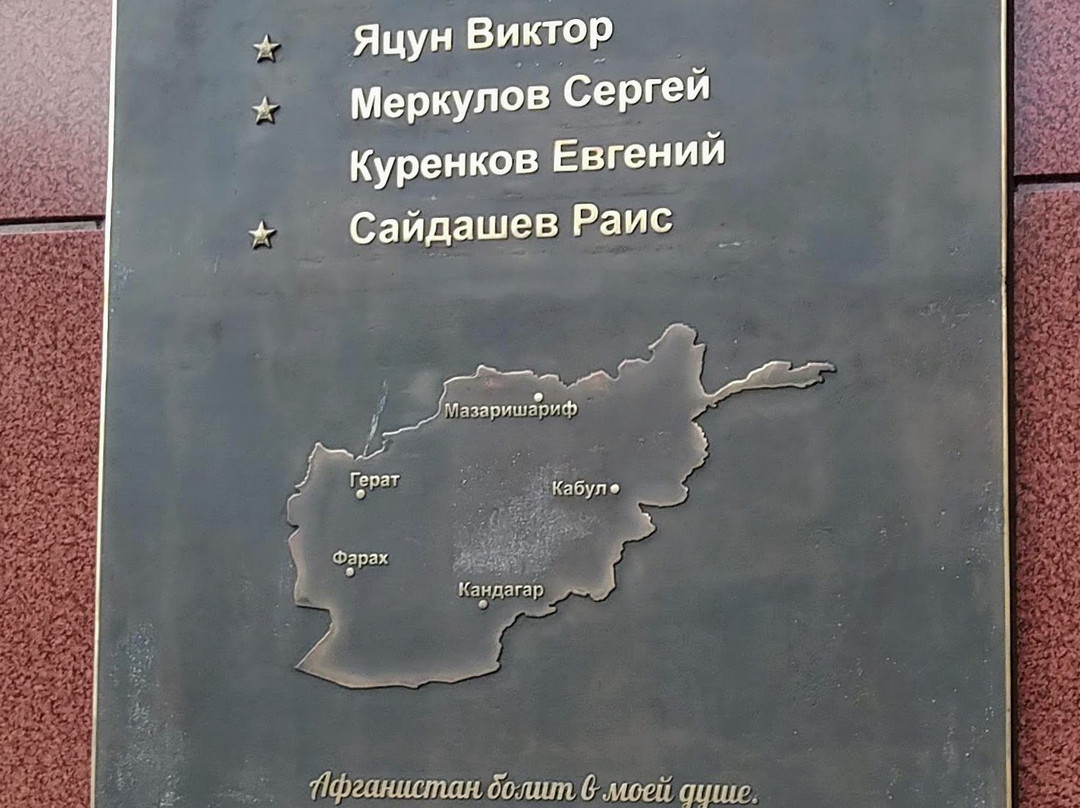 Яцун Виктор
Меркулов Сергей
Куренков Евгений
Сайдашев Раис
Мазаришариф
Герат
Кабул
Фарах
Кандагар
Афганистан болит в моей душе.